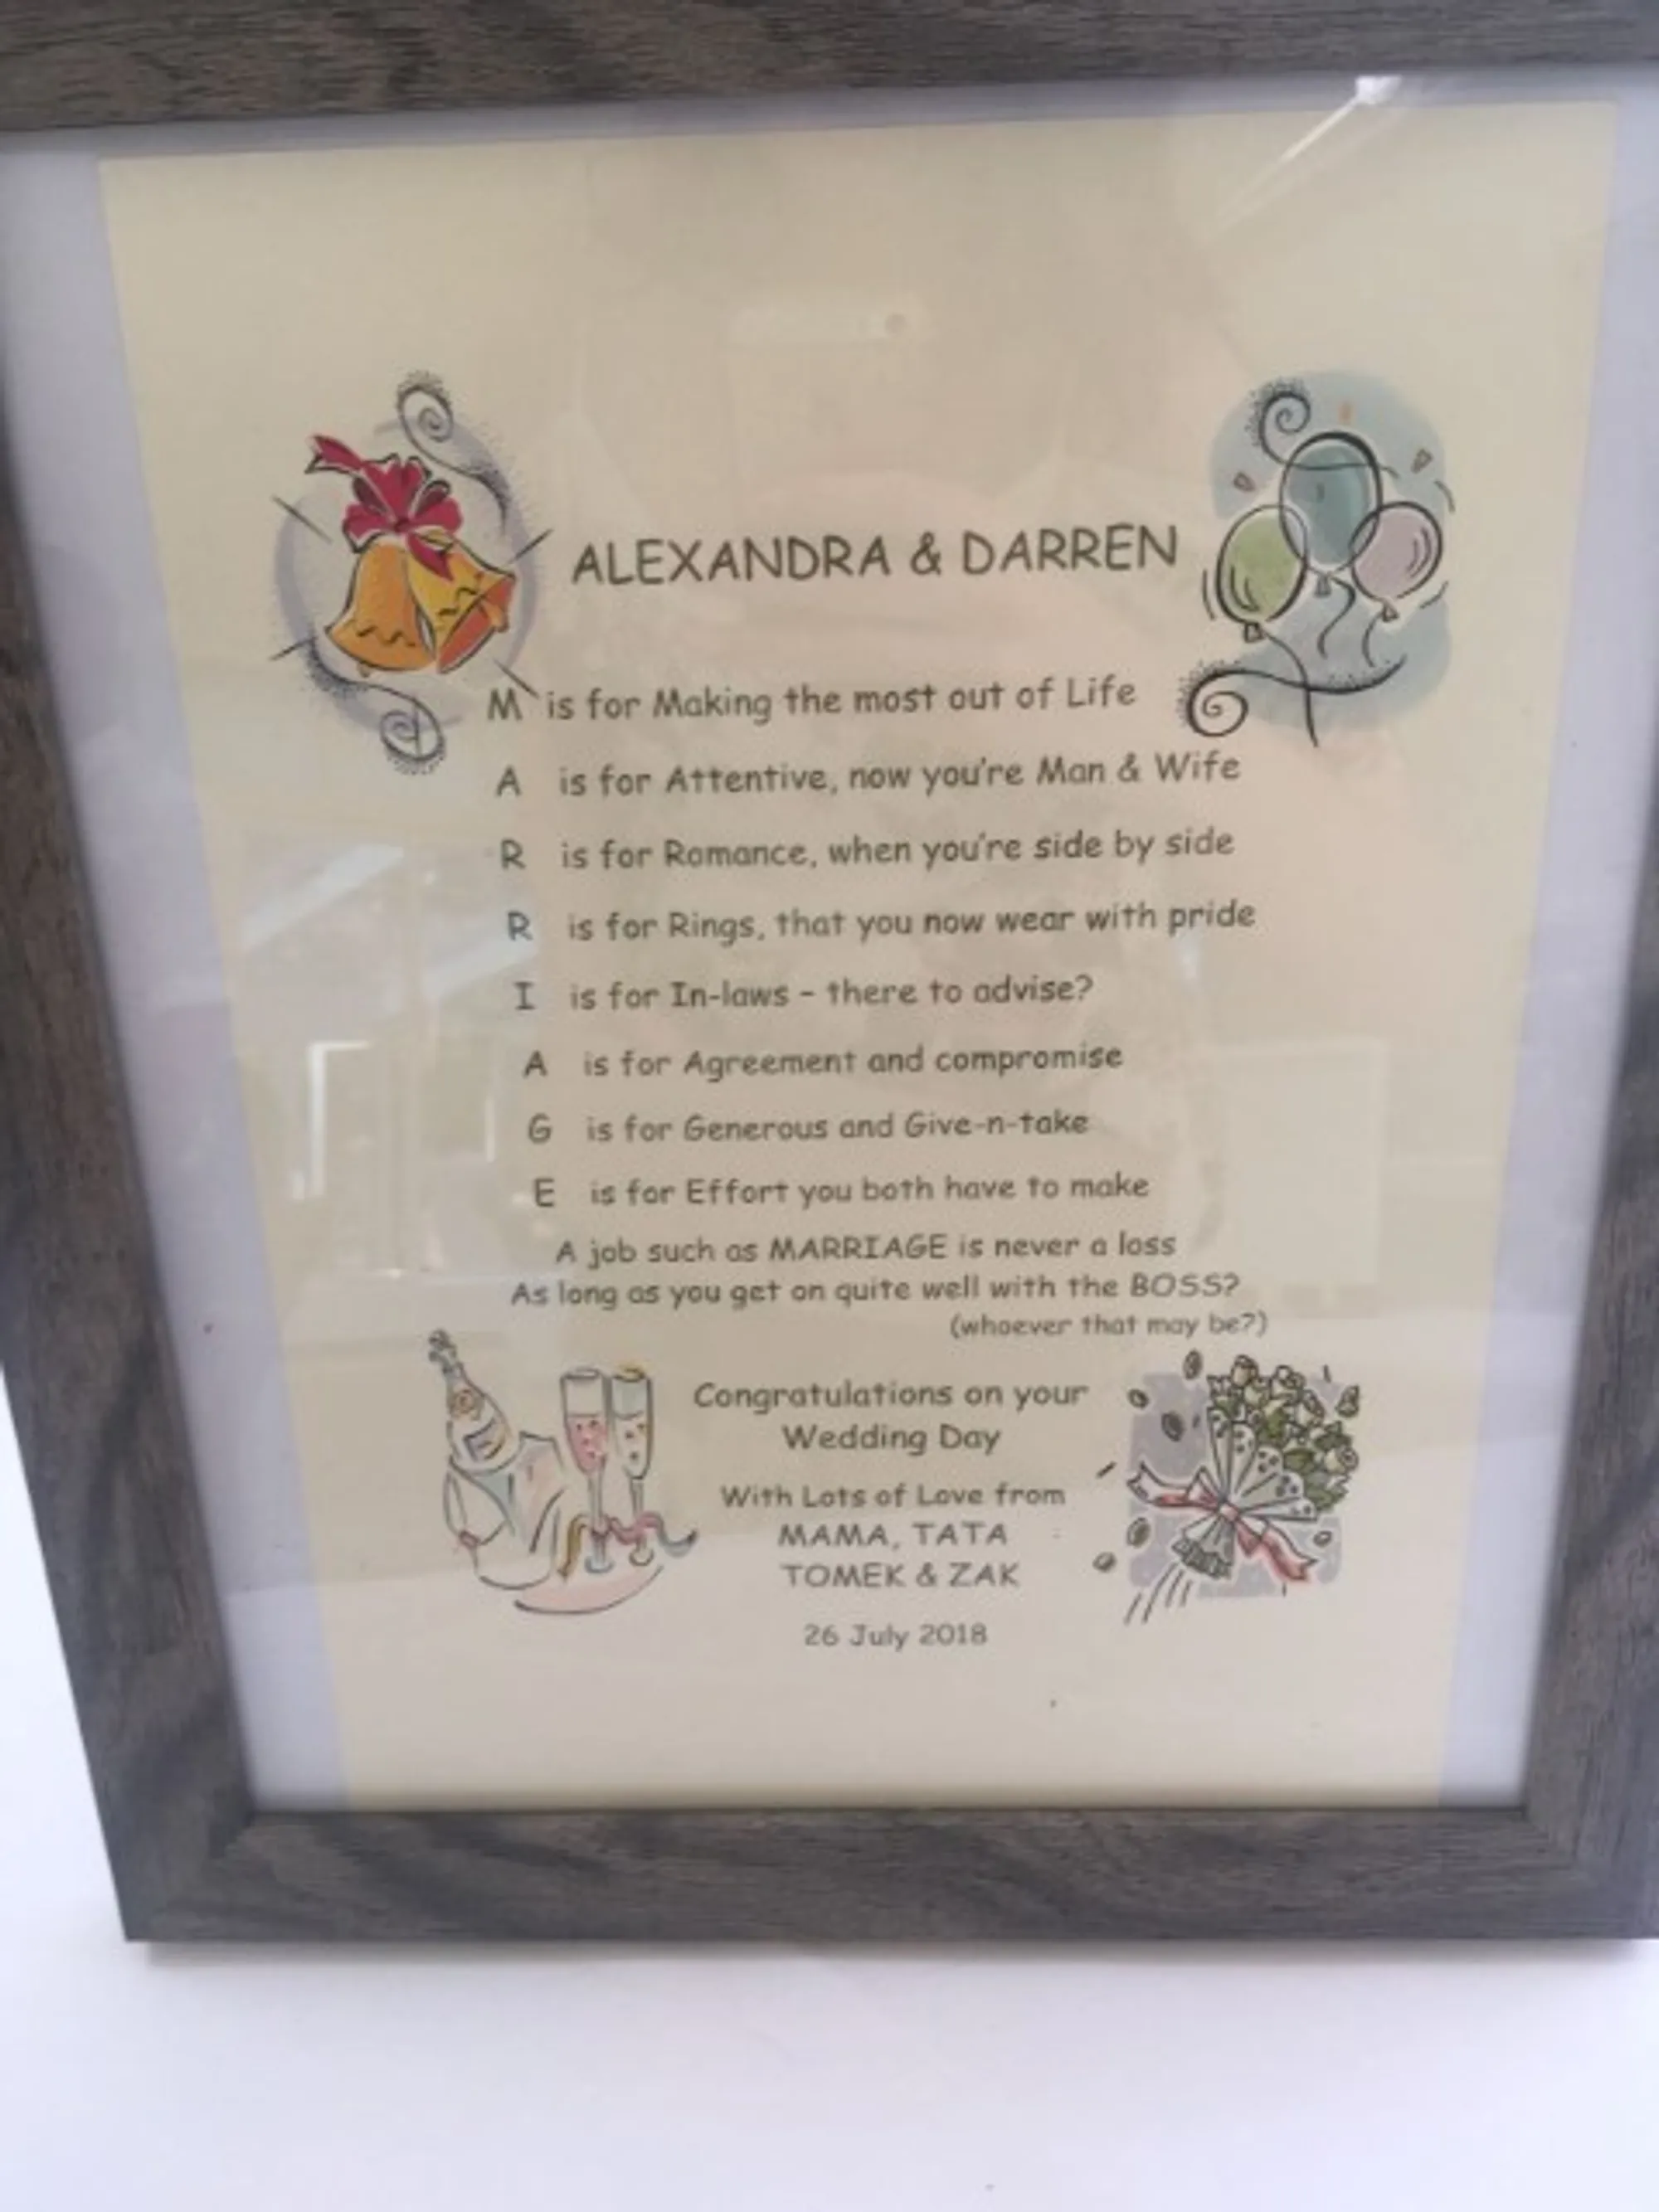 ALEXANDRA & DARREN
M is for Making the most out of Life
A is for Attentive, now you're Man & Wife
R is for Romance, when you're side by side
R is for Rings, that you now wear with pride
I is for In-laws – there to advise?
A is for Agreement and compromise
G is for Generous and Give-n-take
E is for Effort you both have to make
A job such as MARRIAGE is never a loss
As long as you get on quite well with the BOSS?
(whoever that may be?)
Congratulations on your
Wedding Day
With Lots of Love from
MAMA, TATA
TOMEK & ZAK
26 July 2018